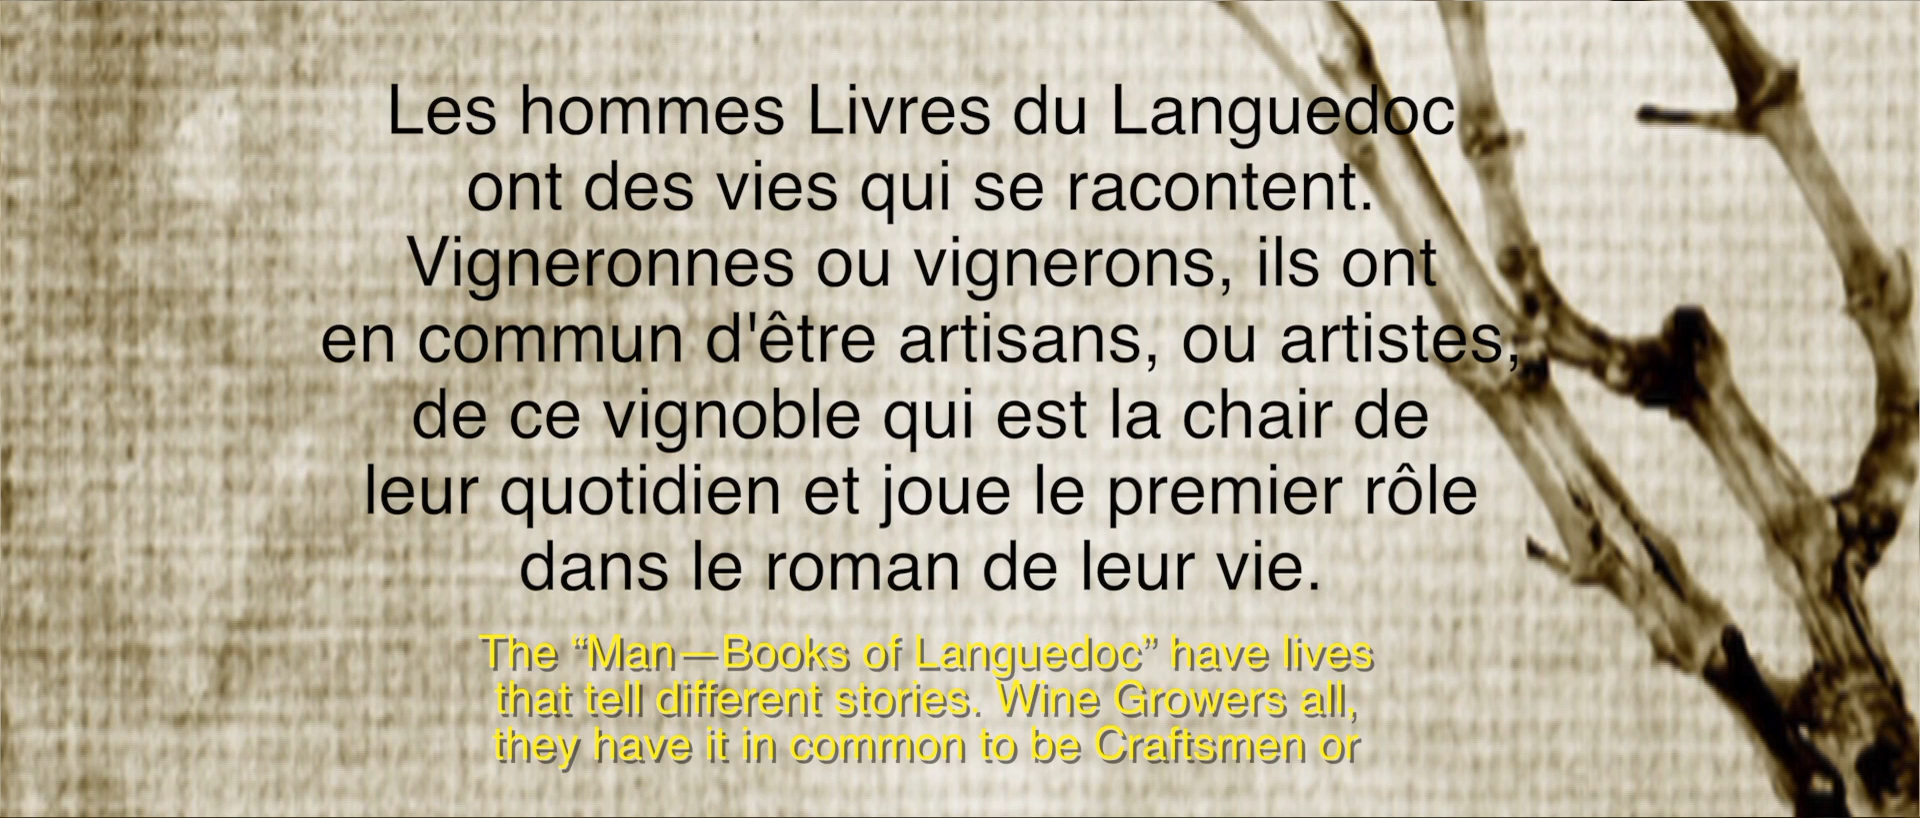 Les hommes Livres du Languedoc
ont des vies qui se racontent.
Vigneronnes ou vignerons, ils ont
en commun d'être artisans, ou artistes,
de ce vignoble qui est la chair de
leur quotidien et joue le premier rôle
dans le roman de leur vie.
The “Man—Books of Languedoc” have lives
that tell different stories. Wine Growers all,
they have it in common to be Craftsmen or